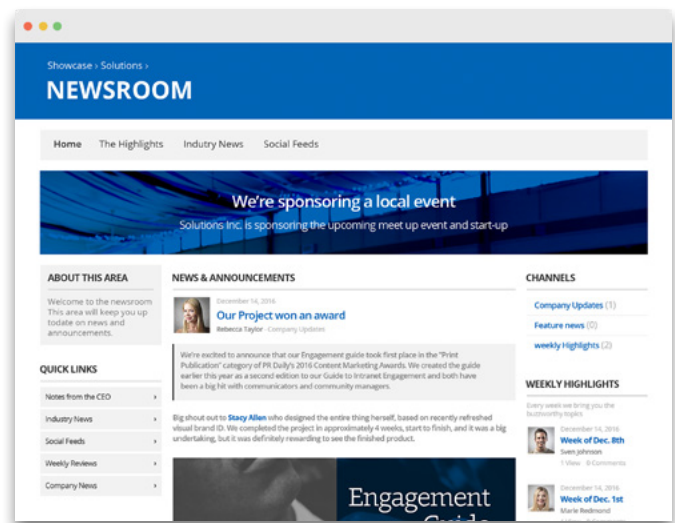 Showcase › Solutions ›
NEWSROOM
Home The Highlights Indutry News Social Feeds
We're sponsoring a local event
Solutions Inc. is sponsoring the upcoming meet up event and start-up
ABOUT THIS AREA
Welcome to the newsroom
This area will keep you up
todate on news and
announcements.
QUICK LINKS
Notes from the CEO ›
Industry News ›
Social Feeds ›
Weekly Reviews ›
Company News ›
NEWS & ANNOUNCEMENTS
December 14, 2016
Our Project won an award
Rebecca Taylor - Company Updates
We're excited to announce that our Engagement guide took first place in the "Print
Publication" category of PR Daily's 2016 Content Marketing Awards. We created the guide
earlier this year as a second edition to our Guide to Intranet Engagement and both have
been a big hit with communicators and community managers.
Big shout out to Stacy Allen who designed the entire thing herself, based on recently refreshed
visual brand ID. We completed the project in approximately 4 weeks, start to finish, and it was a big
undertaking, but it was definitely rewarding to see the finished product.
Engagement
Guide
CHANNELS
Company Updates (1)
Feature news (0)
weekly Highlights (2)
WEEKLY HIGHLIGHTS
Every week we bring you the
buzzworthy topics
December 14, 2016
Week of Dec. 8th
Sven Johnson
1 View 0 Comments
December 14, 2016
Week of Dec. 1st
Marie Redmond